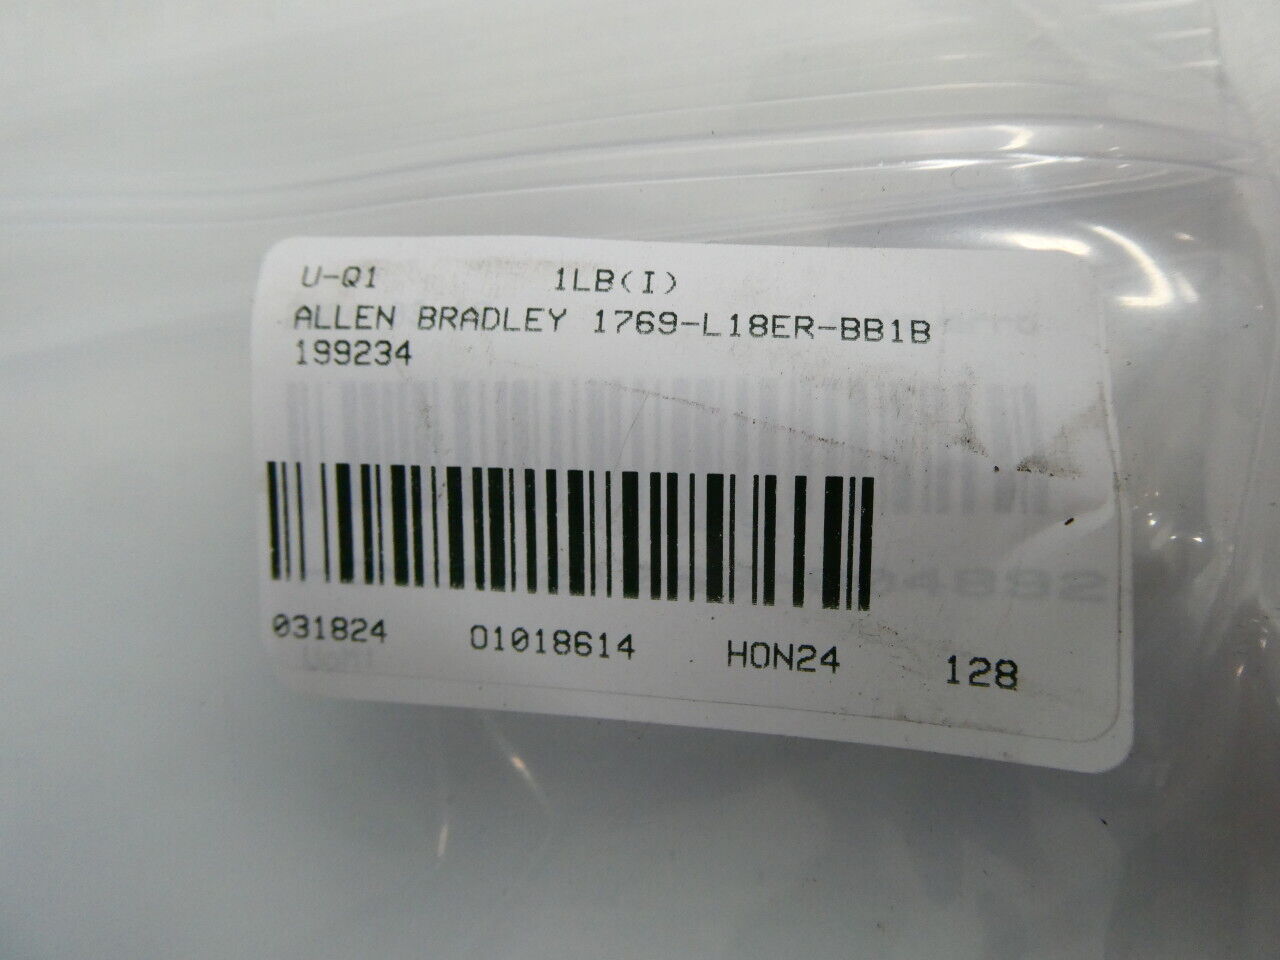 U-Q1 1LB(I)
ALLEN BRADLEY 1769-L18ER-BB1B
199234
031824 01018614 HON24 128